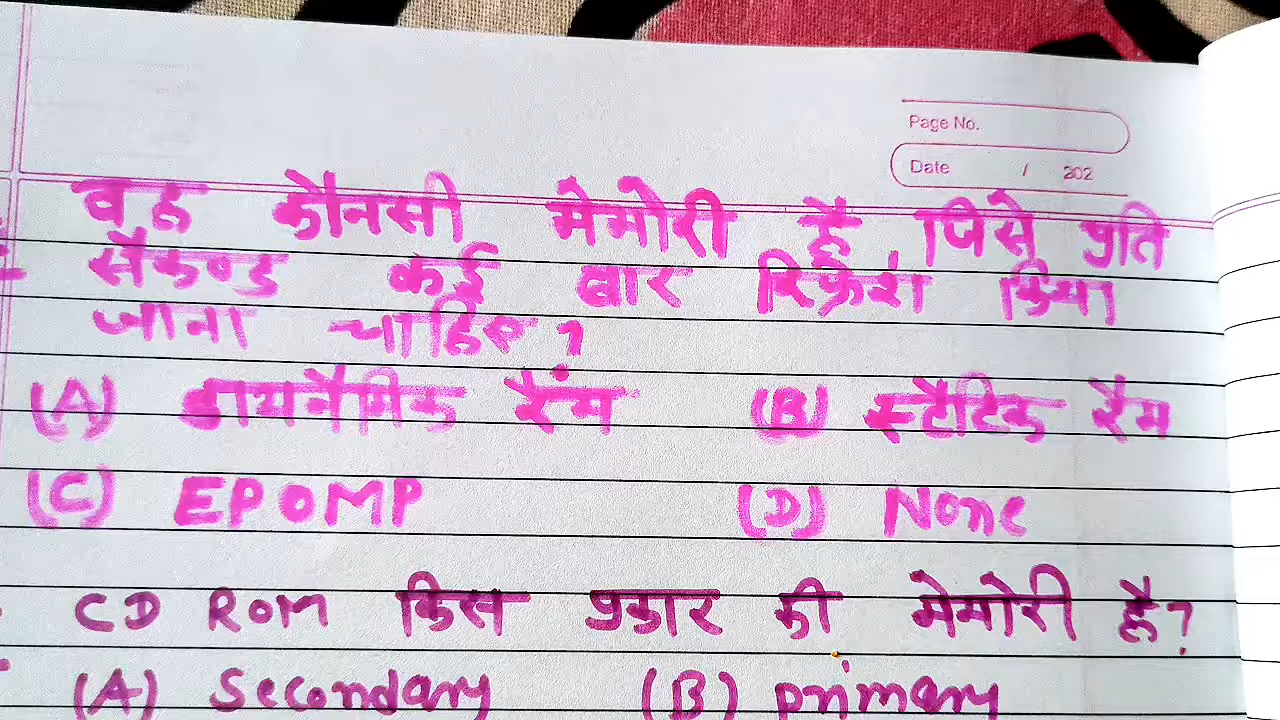 Page No.
Date / 202
वह कौनसी मेमोरी है जिसे प्रति
सैकण्ड कई बार रिफ्रेश किया
जाना चाहिए ?
(A) डायनैमिक रैंम (B) स्टैटिक रैम
(C) EPOMP (D) None
CD ROM किस प्रकार की मेमोरी है?
(A) Secondary (B) primary